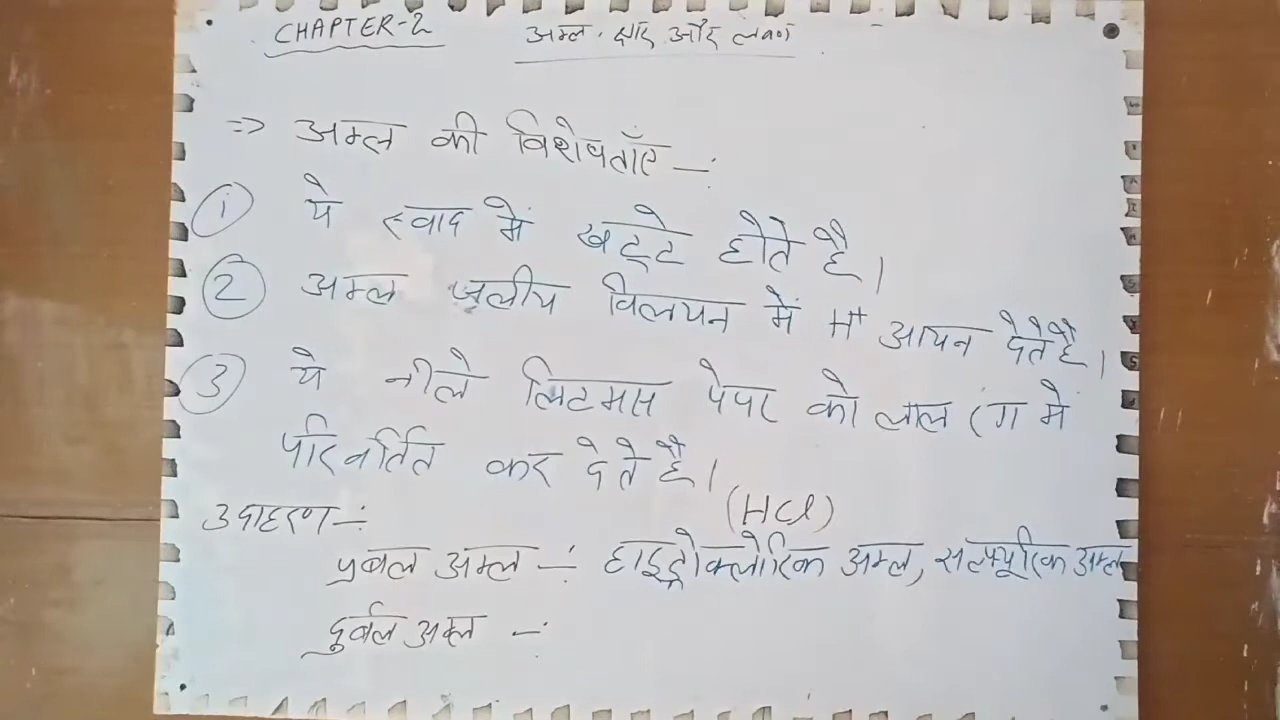 CHAPTER-2 अम्ल. क्षार और लवण
⇒ अम्ल की विशेषताएँ -:
① ये स्वाद में खट्टे होते है।
② अम्ल जलीय विलयन में H⁺ आयन देते है।
③ ये नीले लिटमस पेपर को लाल रंग में
परिवर्तित कर देते है।
उदाहरण -: (HCl)
प्रबल अम्ल -: हाइड्रोक्लोरिक अम्ल, सल्फ्यूरिक अम्ल
दुर्बल अम्ल -: